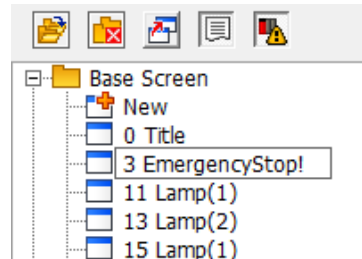 Base Screen
New
0 Title
3 EmergencyStop!
11 Lamp(1)
13 Lamp(2)
15 Lamp(1)